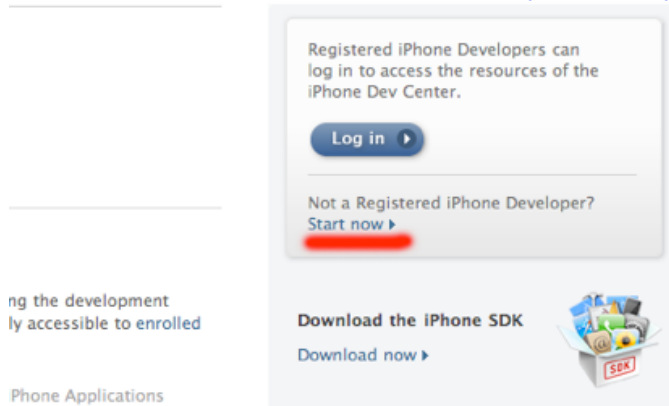 Registered iPhone Developers can
log in to access the resources of the
iPhone Dev Center.
Log in
Not a Registered iPhone Developer?
Start now
ng the development
ly accessible to enrolled
Phone Applications
Download the iPhone SDK
Download now
SDK